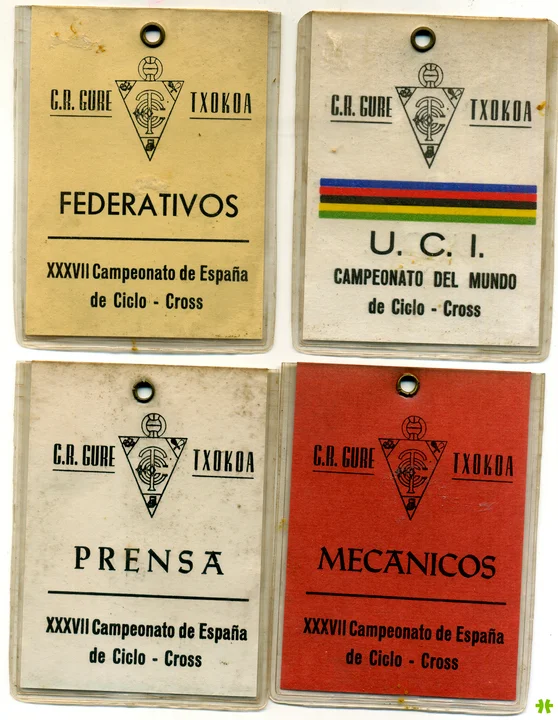 C.R. GURE TXOKOA
FEDERATIVOS
XXXVII Campeonato de España
de Ciclo - Cross
C.R. GURE TXOKOA
U. C. I.
CAMPEONATO DEL MUNDO
de Ciclo - Cross
C.R. GURE TXOKOA
PRENSA
XXXVII Campeonato de España
de Ciclo - Cross
C.R. GURE TXOKOA
MECANICOS
XXXVII Campeonato de España
de Ciclo - Cross